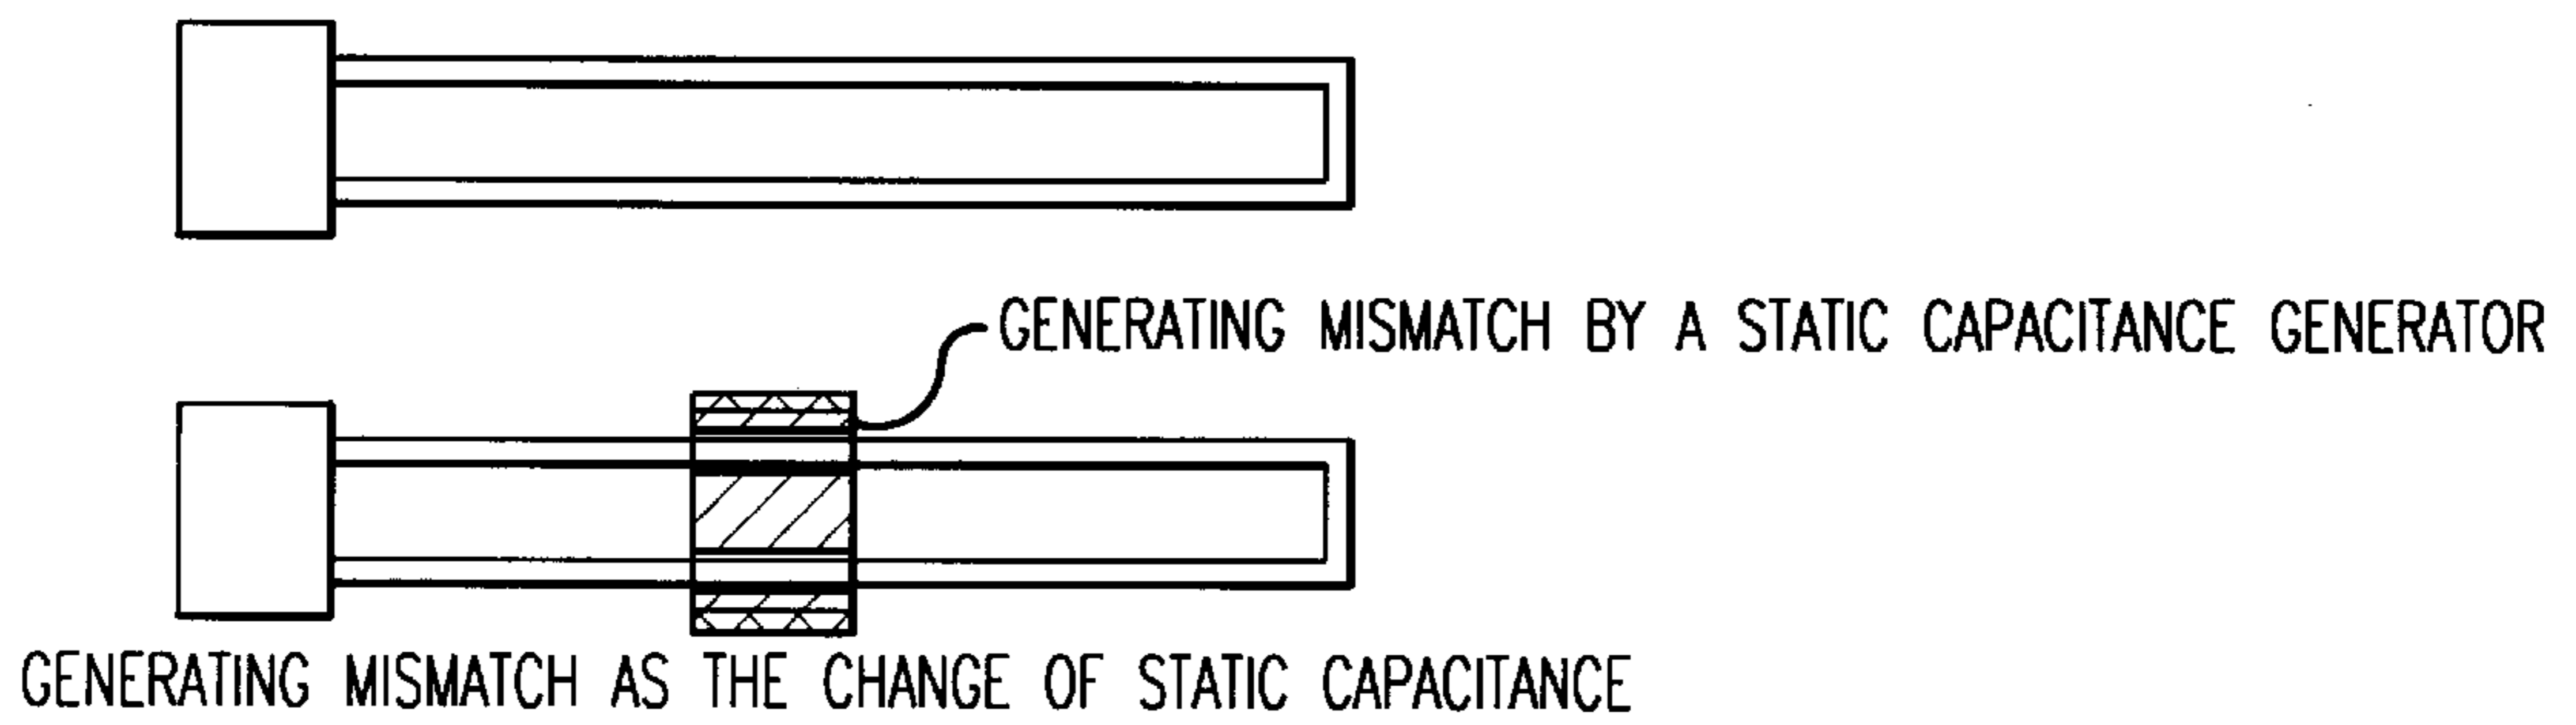 GENERATING MISMATCH BY A STATIC CAPACITANCE GENERATOR
GENERATING MISMATCH AS THE CHANGE OF STATIC CAPACITANCE